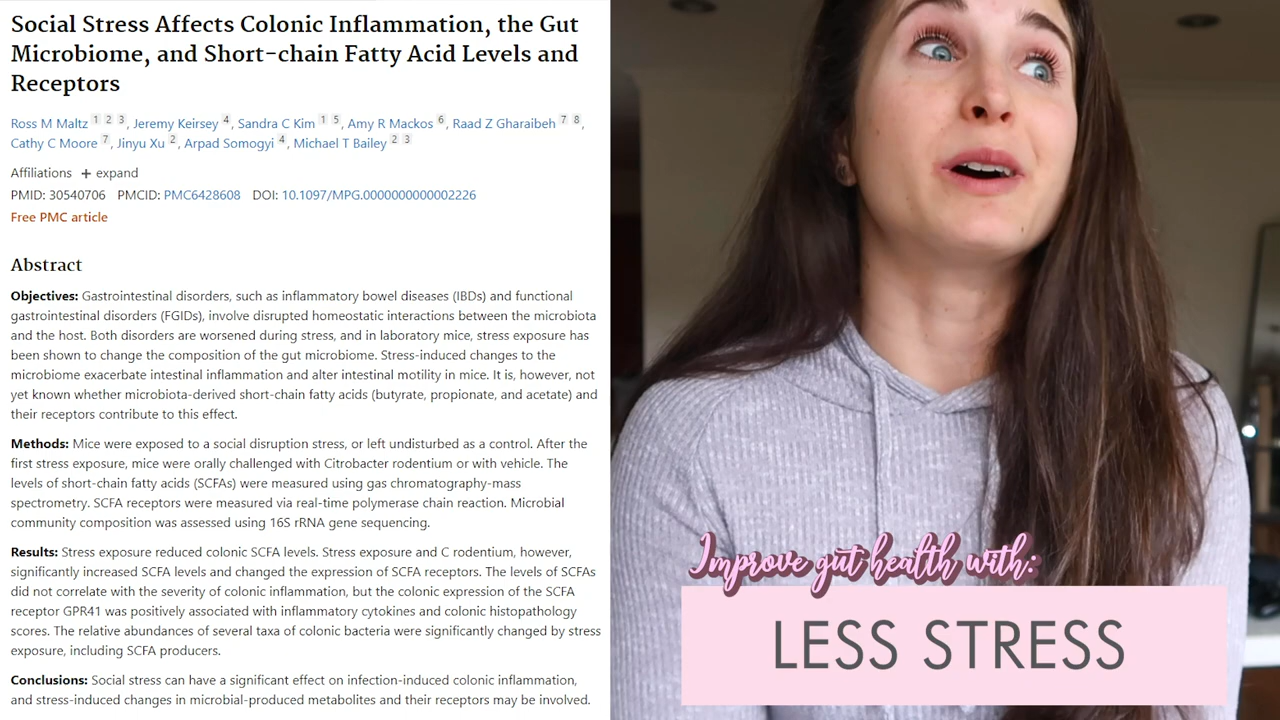 Social Stress Affects Colonic Inflammation, the Gut
Microbiome, and Short-chain Fatty Acid Levels and
Receptors
Ross M Maltz 1 2 3, Jeremy Keirsey 4, Sandra C Kim 1 5, Amy R Mackos 6, Raad Z Gharaibeh 7 8,
Cathy C Moore 7, Jinyu Xu 2, Arpad Somogyi 4, Michael T Bailey 2 3
Affiliations + expand
PMID: 30540706 PMCID: PMC6428608 DOI: 10.1097/MPG.0000000000002226
Free PMC article
Abstract
Objectives: Gastrointestinal disorders, such as inflammatory bowel diseases (IBDs) and functional
gastrointestinal disorders (FGIDs), involve disrupted homeostatic interactions between the microbiota
and the host. Both disorders are worsened during stress, and in laboratory mice, stress exposure has
been shown to change the composition of the gut microbiome. Stress-induced changes to the
microbiome exacerbate intestinal inflammation and alter intestinal motility in mice. It is, however, not
yet known whether microbiota-derived short-chain fatty acids (butyrate, propionate, and acetate) and
their receptors contribute to this effect.
Methods: Mice were exposed to a social disruption stress, or left undisturbed as a control. After the
first stress exposure, mice were orally challenged with Citrobacter rodentium or with vehicle. The
levels of short-chain fatty acids (SCFAs) were measured using gas chromatography-mass
spectrometry. SCFA receptors were measured via real-time polymerase chain reaction. Microbial
community composition was assessed using 16S rRNA gene sequencing.
Results: Stress exposure reduced colonic SCFA levels. Stress exposure and C rodentium, however,
significantly increased SCFA levels and changed the expression of SCFA receptors. The levels of SCFAs
did not correlate with the severity of colonic inflammation, but the colonic expression of the SCFA
receptor GPR41 was positively associated with inflammatory cytokines and colonic histopathology
scores. The relative abundances of several taxa of colonic bacteria were significantly changed by stress
exposure, including SCFA producers.
Conclusions: Social stress can have a significant effect on infection-induced colonic inflammation,
and stress-induced changes in microbial-produced metabolites and their receptors may be involved.
Improve gut health with:
LESS STRESS